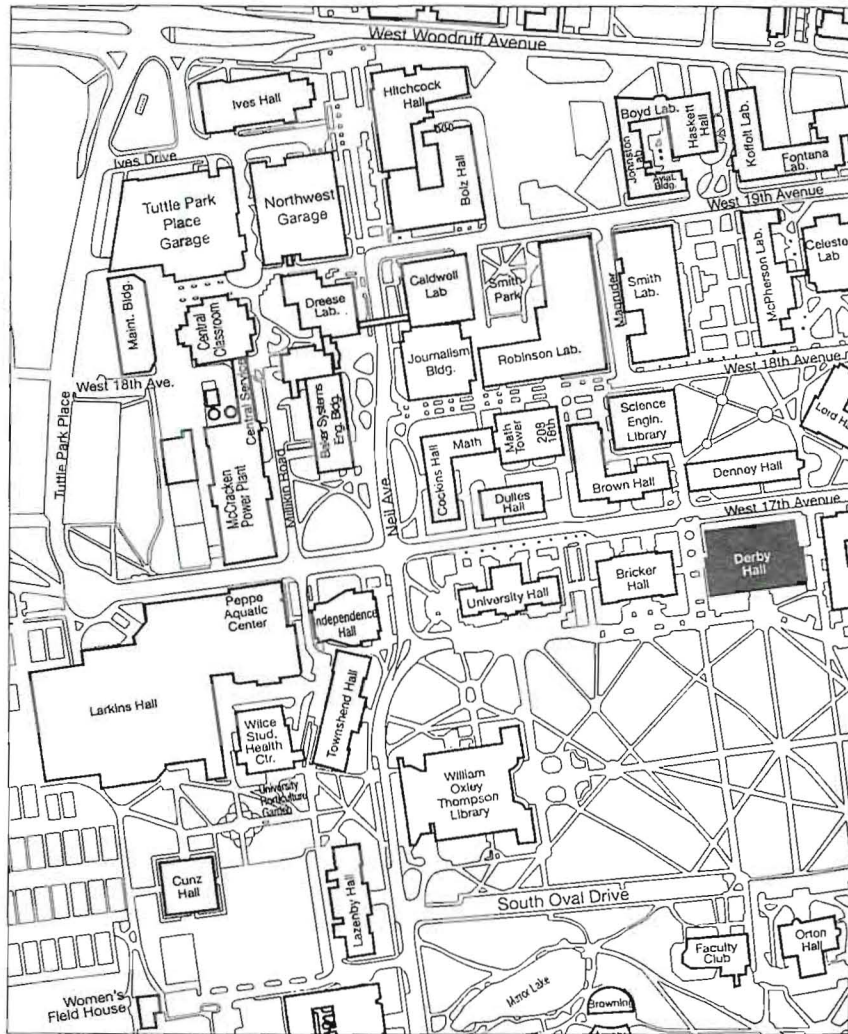 West Woodruff Avenue
Ives Hall
Hitchcock
Hall
Boyd Lab.
Haskett
Hall
Koffolt Lab.
Johnston
Lab
Aviat. Bldg.
Fontana
Lab.
Ives Drive
Bolz Hall
Tuttle Park
Place
Garage
Northwest
Garage
West 19th Avenue
Maint. Bldg.
Central
Classroom
Dreese
Lab.
Caldwell
Lab
Smith
Park
Magruder
Smith
Lab.
McPherson Lab.
Celeste
Lab
Journalism
Bldg.
Robinson Lab.
West 18th Ave.
West 18th Avenue
Tuttle Park Place
Central Service
McCracken
Power Plant
Millikin Road
Systems
Eng. Bldg.
Neil Ave.
Cockins Hall
Math
Math
Tower
209
18th
Science
Engin.
Library
Lord
Dulles
Hall
Brown Hall
Denney Hall
West 17th Avenue
Derby
Hall
Peppe
Aquatic
Center
Independence
Hall
University Hall
Bricker
Hall
Larkins Hall
Wilce
Stud.
Health
Ctr.
Townshend Hall
University
Horticulture
Garden
William
Oxley
Thompson
Library
Cunz
Hall
Lazenby Hall
South Oval Drive
Faculty
Club
Orton
Hall
Women's
Field House
Mirror Lake
Browning